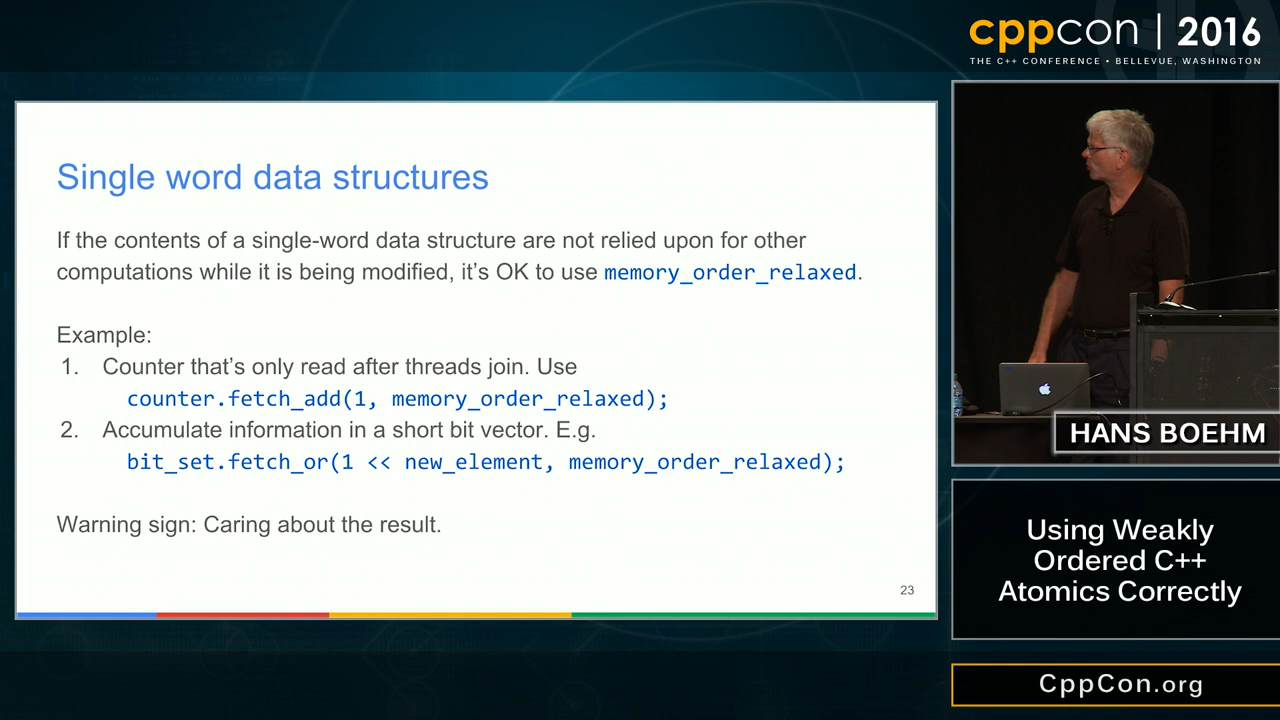 cppcon | 2016
THE C++ CONFERENCE • BELLEVUE, WASHINGTON
Single word data structures
If the contents of a single-word data structure are not relied upon for other
computations while it is being modified, it's OK to use memory_order_relaxed.
Example:
1. Counter that's only read after threads join. Use
counter.fetch_add(1, memory_order_relaxed);
2. Accumulate information in a short bit vector. E.g.
bit_set.fetch_or(1 << new_element, memory_order_relaxed);
Warning sign: Caring about the result.
23
HANS BOEHM
Using Weakly
Ordered C++
Atomics Correctly
CppCon.org